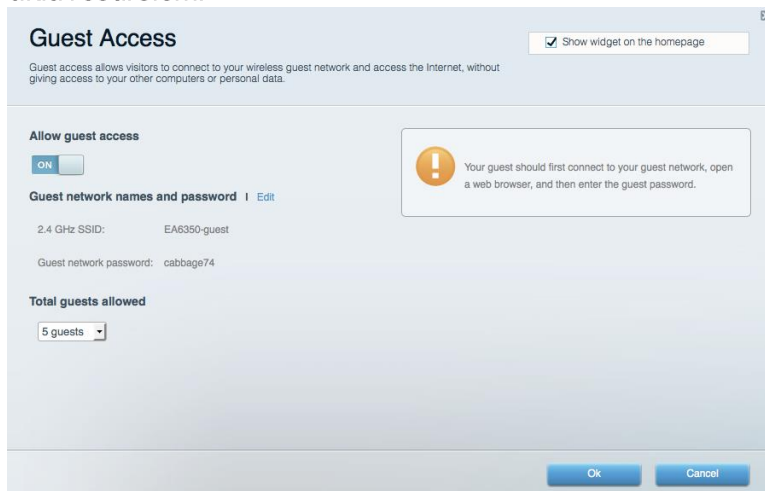 Guest Access
Show widget on the homepage
Guest access allows visitors to connect to your wireless guest network and access the Internet, without
giving access to your other computers or personal data.
Allow guest access
ON
Your guest should first connect to your guest network, open
a web browser, and then enter the guest password.
Guest network names and password | Edit
2.4 GHz SSID: EA6350-guest
Guest network password: cabbage74
Total guests allowed
5 guests
Ok Cancel